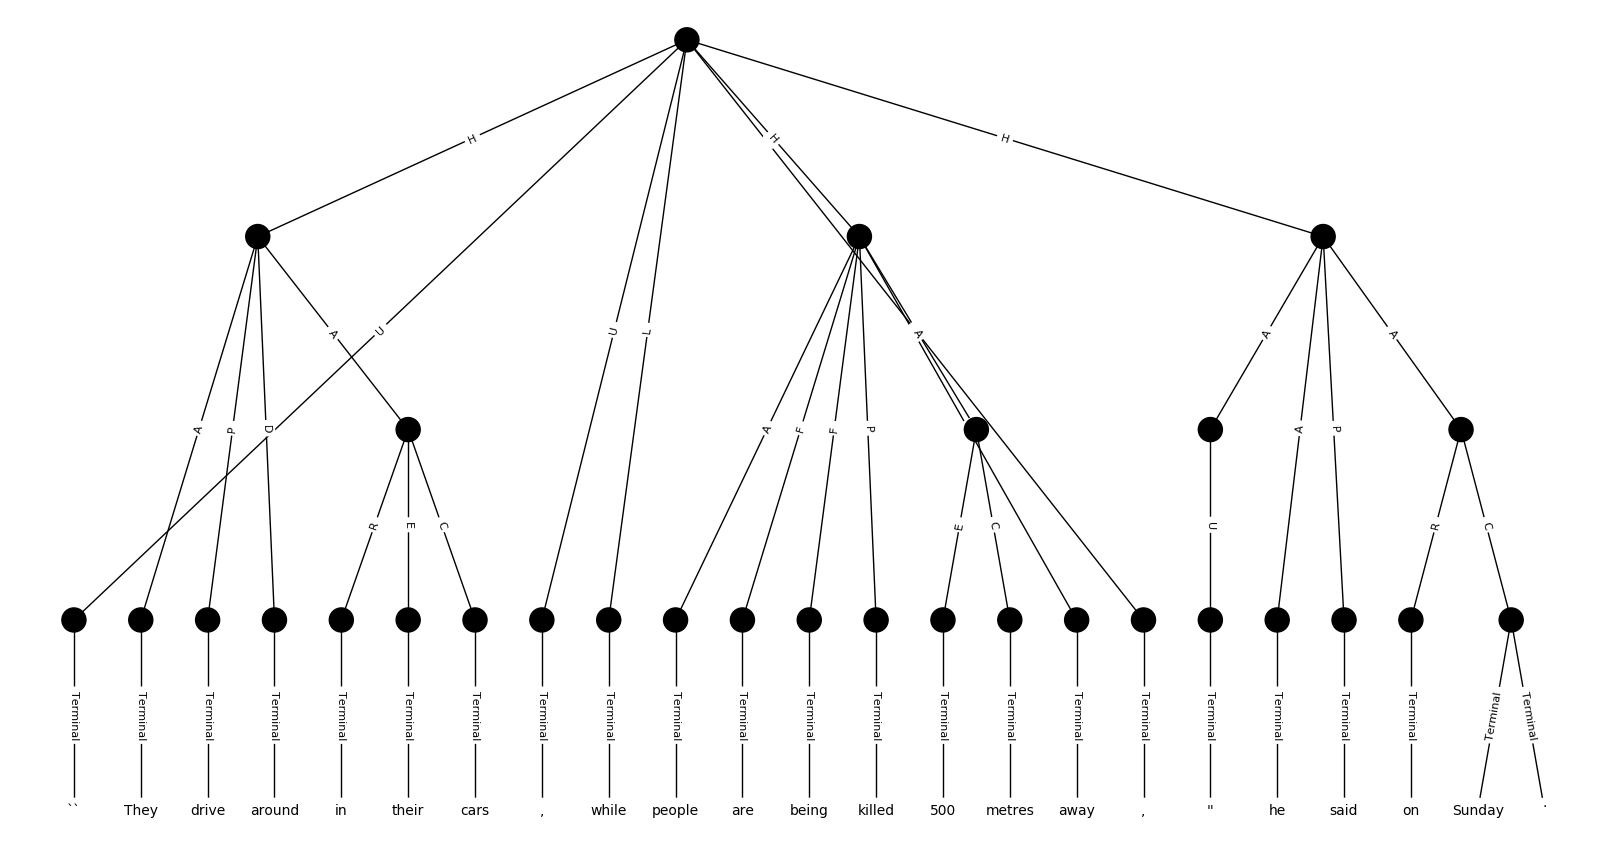 H H H
A U U L A A A
A P D A F F P A P
R E C E C U R C
Terminal Terminal Terminal Terminal Terminal Terminal Terminal Terminal Terminal Terminal Terminal Terminal Terminal Terminal Terminal Terminal Terminal Terminal Terminal Terminal Terminal Terminal Terminal
`` They drive around in their cars , while people are being killed 500 metres away , " he said on Sunday .